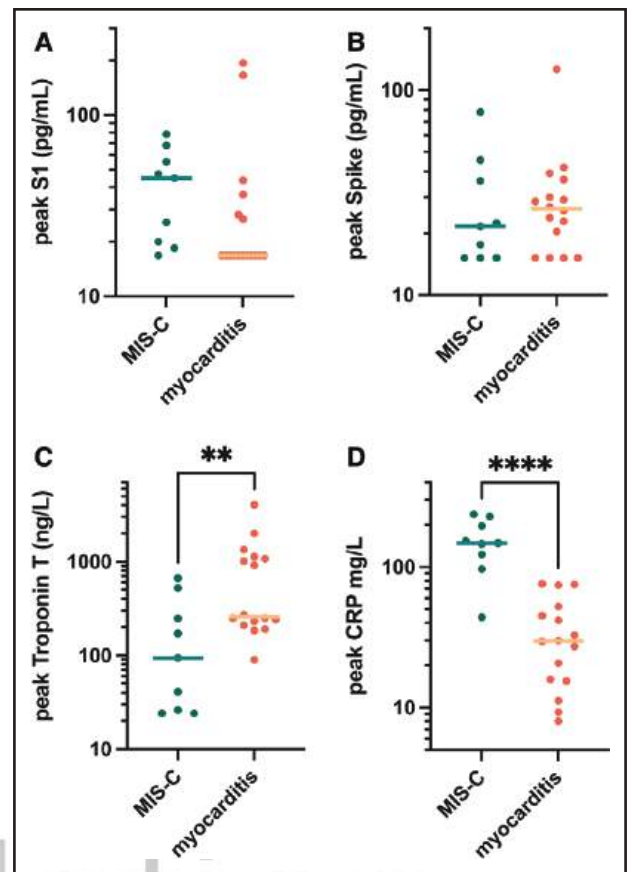 A
peak S1 (pg/mL)
100
10
MIS-C
myocarditis
B
peak Spike (pg/mL)
100
10
MIS-C
myocarditis
C
**
peak Troponin T (ng/L)
1000
100
10
MIS-C
myocarditis
D
****
peak CRP mg/L
100
10
MIS-C
myocarditis